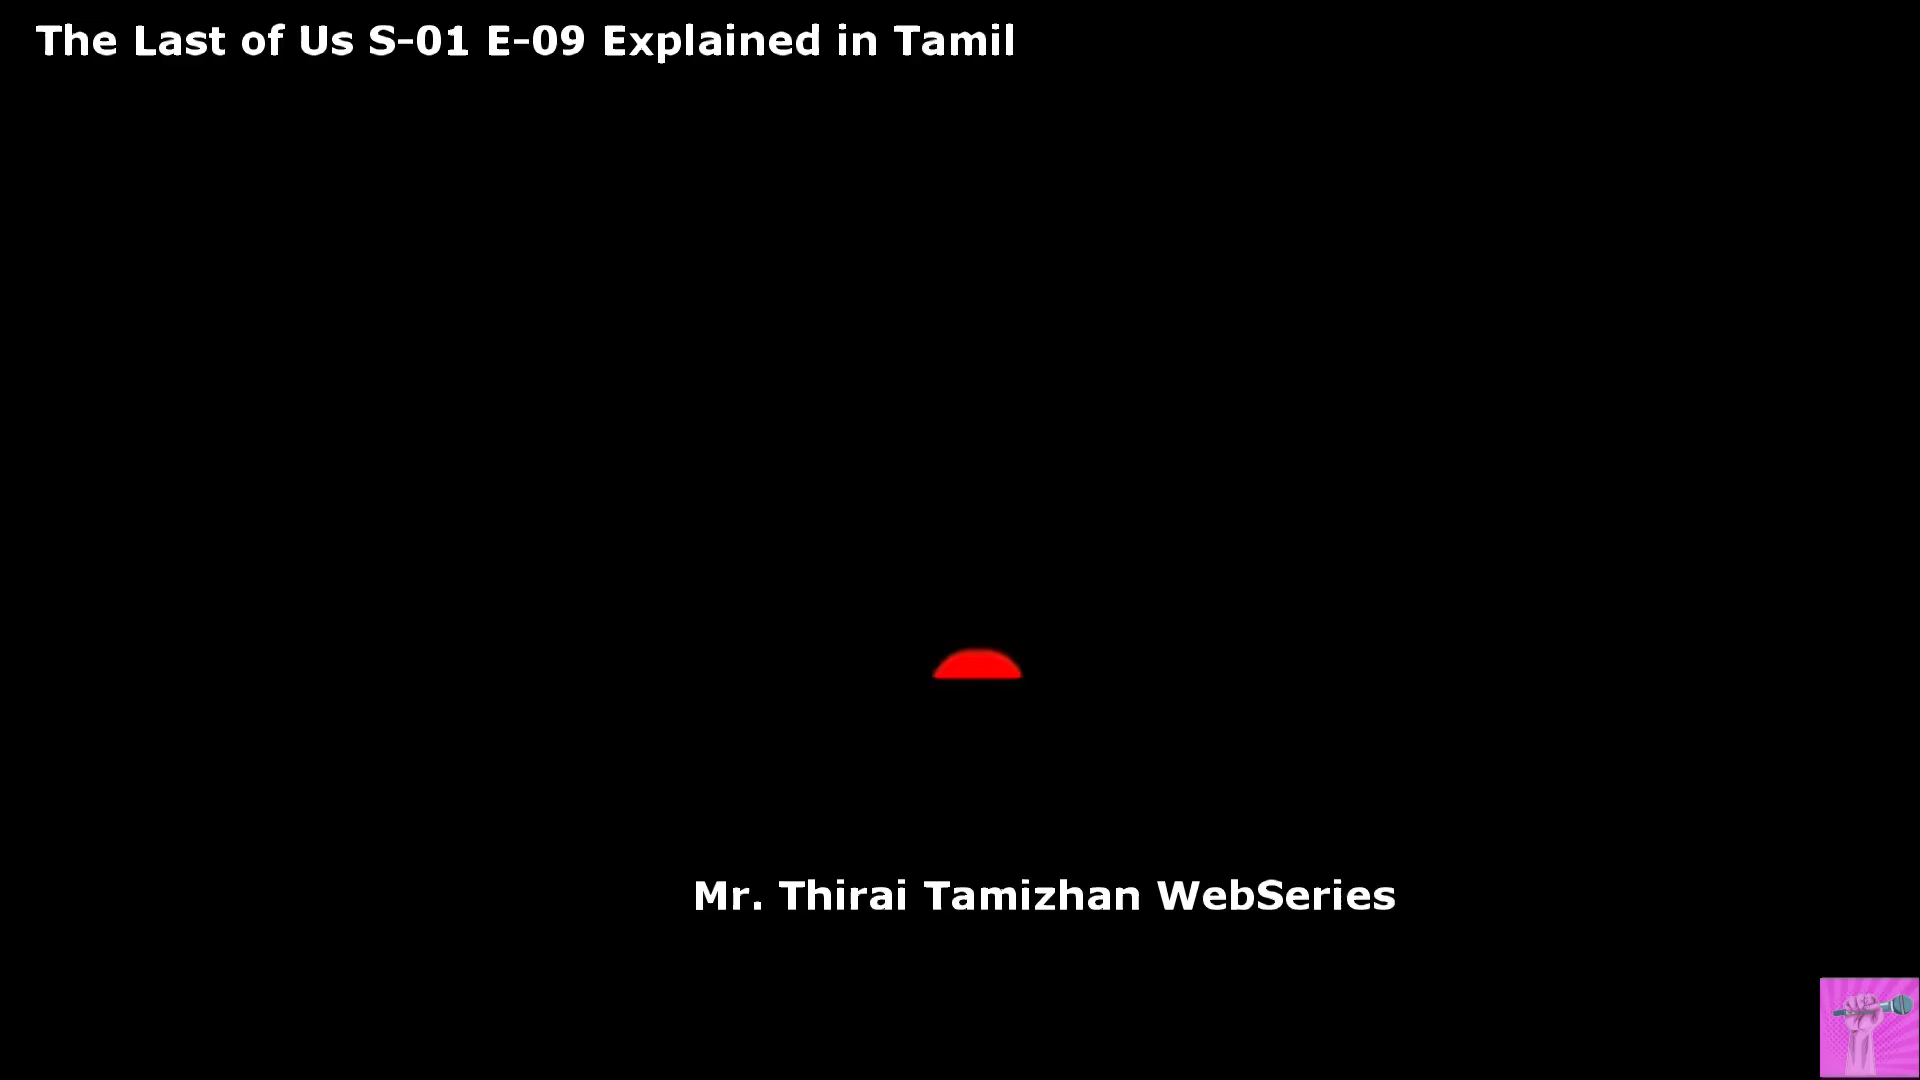 The Last of Us S-01 E-09 Explained in Tamil
Mr. Thirai Tamizhan WebSeries